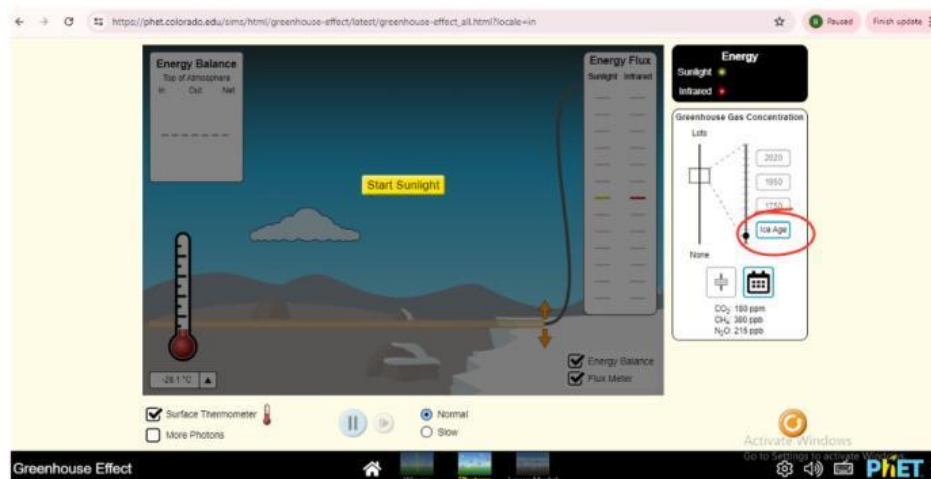 https://phet.colorado.edu/sims/html/greenhouse-effect/latest/greenhouse-effect_all.html?locale=in
Paused
Finish update
Energy Balance
Top of Atmosphere
In Out Net
Energy Flux
Sunlight Infrared
Energy
Sunlight
Infrared
Greenhouse Gas Concentration
Lots
2020
1950
1750
Ice Age
None
CO₂ 180 ppm
CH₄ 380 ppb
N₂O 215 ppb
Start Sunlight
-28.1 °C
Energy Balance
Flux Meter
Surface Thermometer
More Photons
Normal
Slow
Activate Windows
Go to Settings to activate Windows.
Greenhouse Effect
Photons
PhET